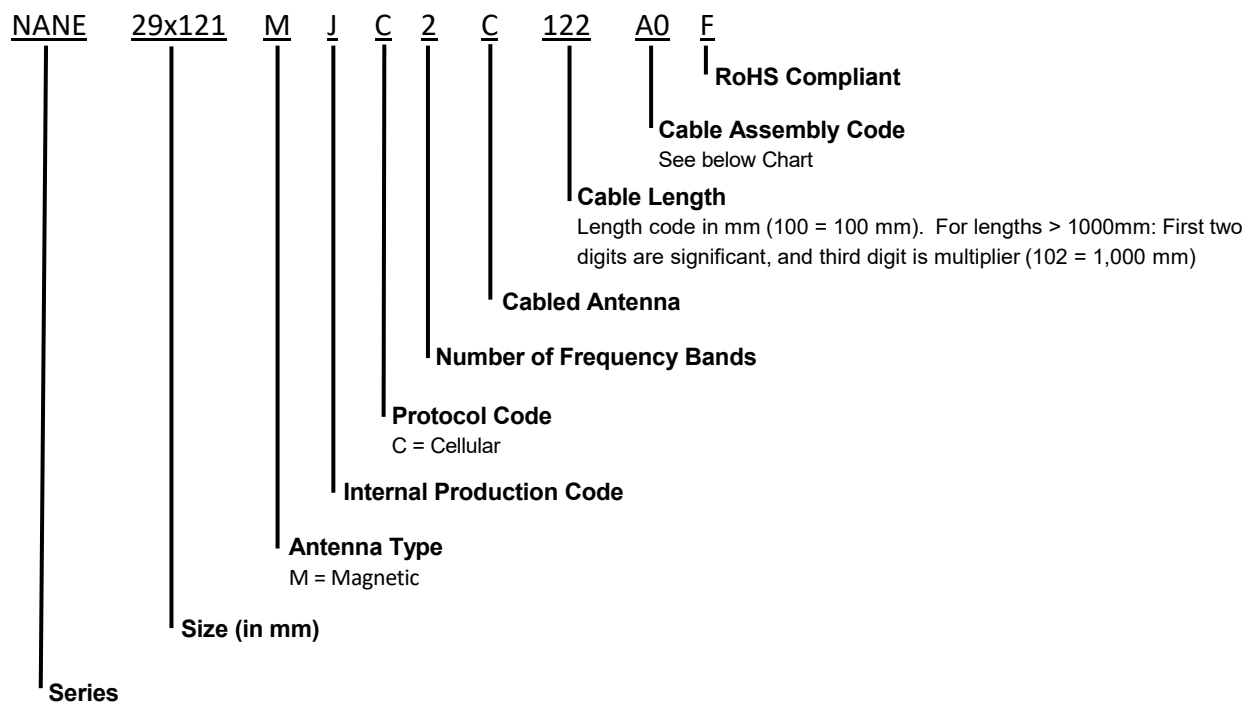 NANE 29x121 M J C 2 C 122 A0 F
RoHS Compliant
Cable Assembly Code
See below Chart
Cable Length
Length code in mm (100 = 100 mm). For lengths > 1000mm: First two
digits are significant, and third digit is multiplier (102 = 1,000 mm)
Cabled Antenna
Number of Frequency Bands
Protocol Code
C = Cellular
Internal Production Code
Antenna Type
M = Magnetic
Size (in mm)
Series